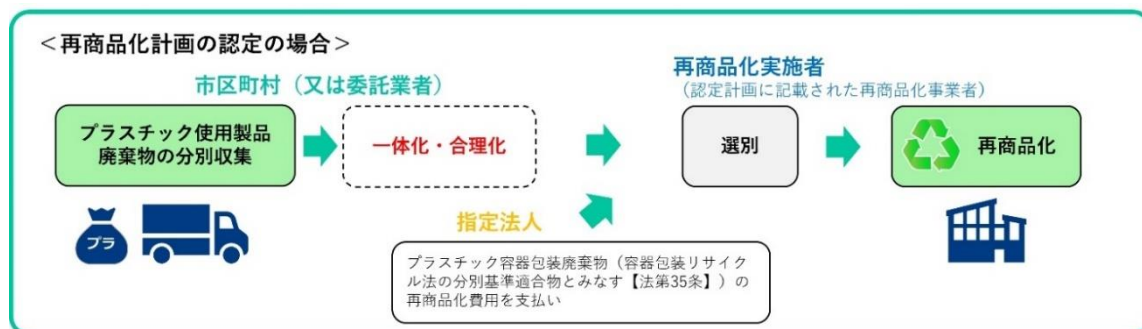 ＜再商品化計画の認定の場合＞
市区町村（又は委託業者）
プラスチック使用製品
廃棄物の分別収集
一体化・合理化
再商品化実施者
（認定計画に記載された再商品化事業者）
選別
再商品化
プラ
指定法人
プラスチック容器包装廃棄物（容器包装リサイク
ル法の分別基準適合物とみなす【法第35条】）の
再商品化費用を支払い